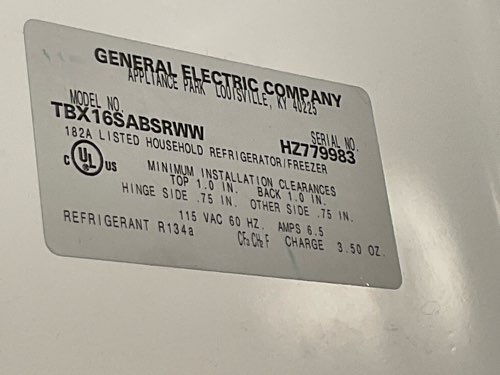 GENERAL ELECTRIC COMPANY
APPLIANCE PARK LOUISVILLE, KY 40225
MODEL NO. SERIAL NO.
TBX16SABSRWW HZ779983
182A LISTED HOUSEHOLD REFRIGERATOR/FREEZER
C UL US
MINIMUM INSTALLATION CLEARANCES
TOP 1.0 IN. BACK 1.0 IN.
HINGE SIDE .75 IN. OTHER SIDE .75 IN.
115 VAC 60 HZ. AMPS 6.5
REFRIGERANT R134a CF3CH2F CHARGE 3.50 OZ.